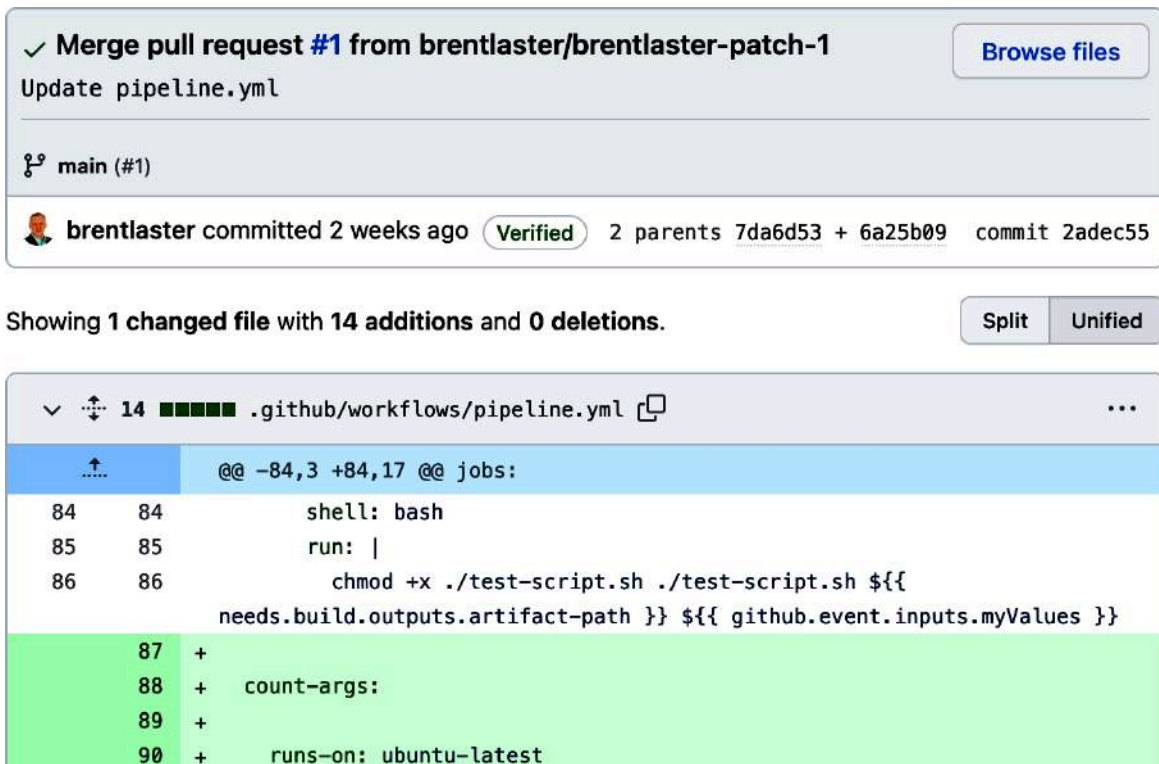 Merge pull request #1 from brentlaster/brentlaster-patch-1
Browse files
Update pipeline.yml
main (#1)
brentlaster committed 2 weeks ago Verified 2 parents 7da6d53 + 6a25b09 commit 2adec55
Showing 1 changed file with 14 additions and 0 deletions.
Split Unified
14 .github/workflows/pipeline.yml
@@ -84,3 +84,17 @@ jobs:
84 84 shell: bash
85 85 run: |
86 86 chmod +x ./test-script.sh ./test-script.sh ${{
needs.build.outputs.artifact-path }} ${{ github.event.inputs.myValues }}
87 +
88 + count-args:
89 +
90 + runs-on: ubuntu-latest